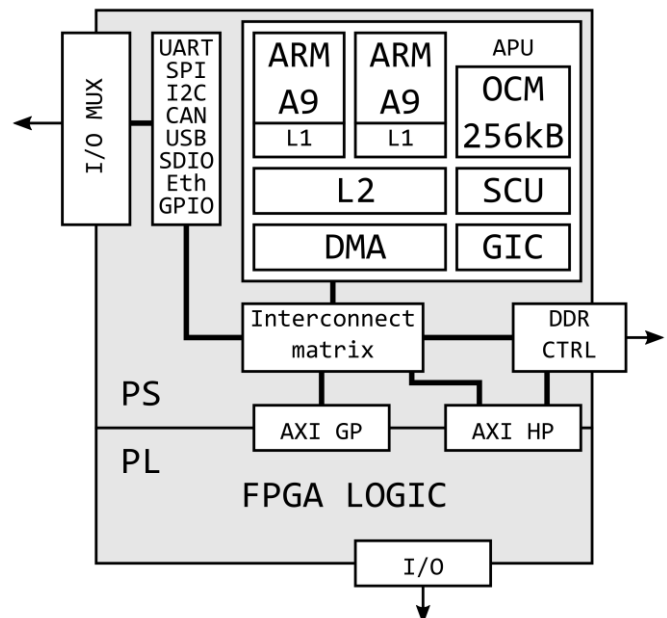 I/O MUX
UART
SPI
I2C
CAN
USB
SDIO
Eth
GPIO
ARM
A9
L1
ARM
A9
L1
APU
OCM
256kB
L2
SCU
DMA
GIC
Interconnect
matrix
DDR
CTRL
PS
AXI GP
AXI HP
PL
FPGA LOGIC
I/O